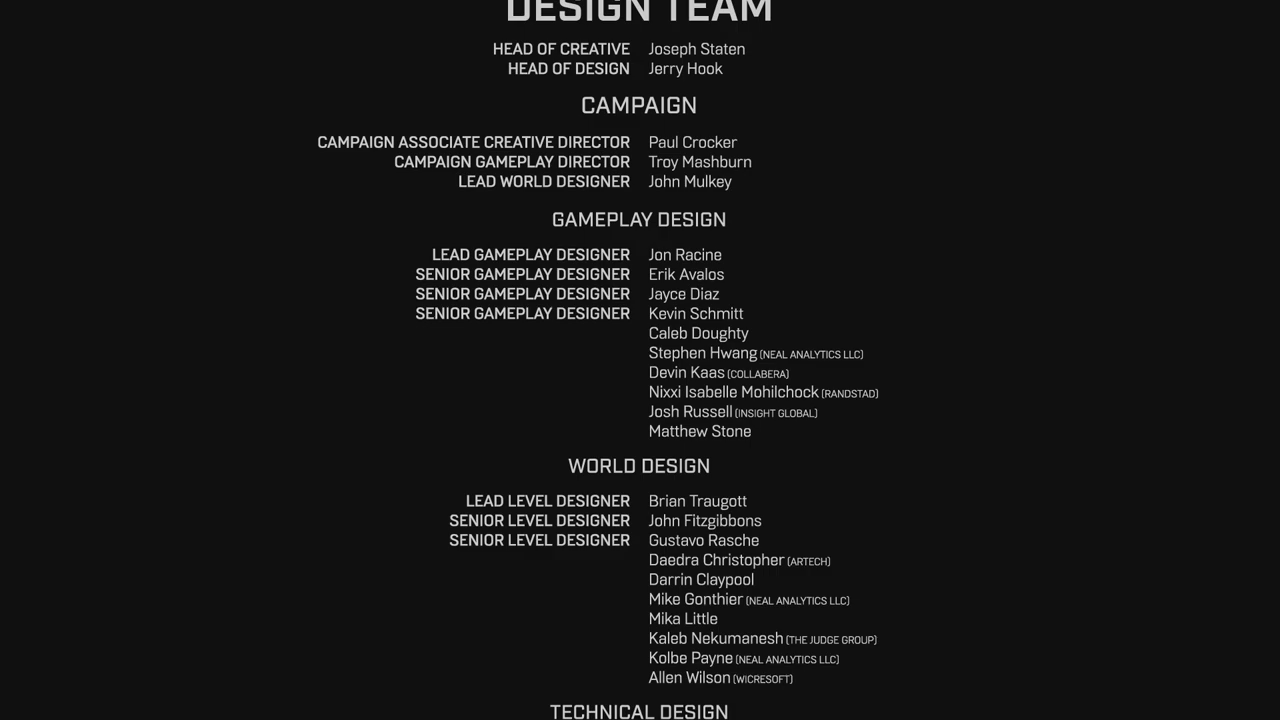 DESIGN TEAM
HEAD OF CREATIVE Joseph Staten
HEAD OF DESIGN Jerry Hook
CAMPAIGN
CAMPAIGN ASSOCIATE CREATIVE DIRECTOR Paul Crocker
CAMPAIGN GAMEPLAY DIRECTOR Troy Mashburn
LEAD WORLD DESIGNER John Mulkey
GAMEPLAY DESIGN
LEAD GAMEPLAY DESIGNER Jon Racine
SENIOR GAMEPLAY DESIGNER Erik Avalos
SENIOR GAMEPLAY DESIGNER Jayce Diaz
SENIOR GAMEPLAY DESIGNER Kevin Schmitt
Caleb Doughty
Stephen Hwang (NEAL ANALYTICS LLC)
Devin Kaas (COLLABERA)
Nixxi Isabelle Mohilchock (RANDSTAD)
Josh Russell (INSIGHT GLOBAL)
Matthew Stone
WORLD DESIGN
LEAD LEVEL DESIGNER Brian Traugott
SENIOR LEVEL DESIGNER John Fitzgibbons
SENIOR LEVEL DESIGNER Gustavo Rasche
Daedra Christopher (ARTECH)
Darrin Claypool
Mike Gonthier (NEAL ANALYTICS LLC)
Mika Little
Kaleb Nekumanesh (THE JUDGE GROUP)
Kolbe Payne (NEAL ANALYTICS LLC)
Allen Wilson (WICRESOFT)
TECHNICAL DESIGN